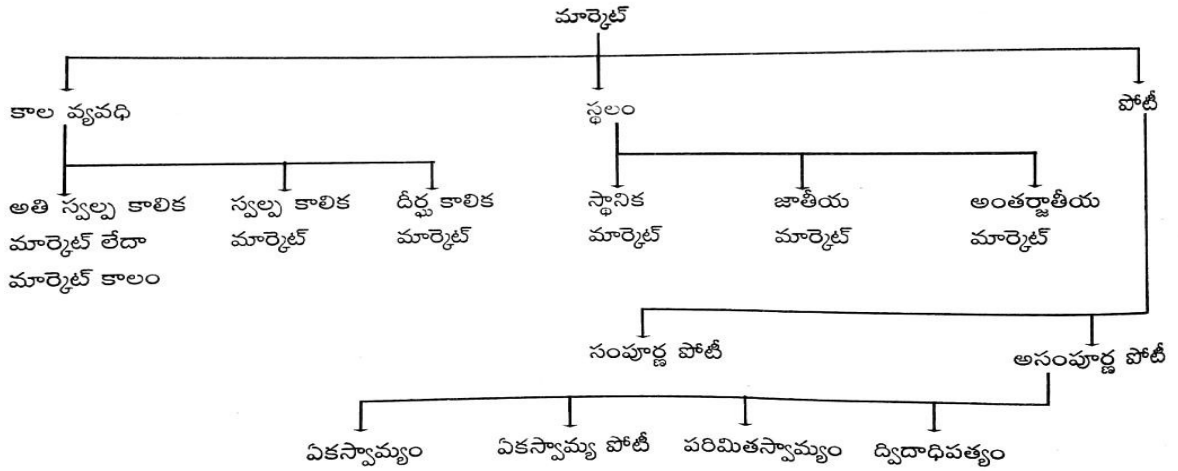 మార్కెట్
కాల వ్యవధి
స్థలం
పోటీ
అతి స్వల్ప కాలిక
మార్కెట్ లేదా
మార్కెట్ కాలం
స్వల్ప కాలిక
మార్కెట్
దీర్ఘ కాలిక
మార్కెట్
స్థానిక
మార్కెట్
జాతీయ
మార్కెట్
అంతర్జాతీయ
మార్కెట్
సంపూర్ణ పోటీ
అసంపూర్ణ పోటీ
ఏకస్వామ్యం
ఏకస్వామ్య పోటీ
పరిమితస్వామ్యం
ద్విదాధిపత్యం